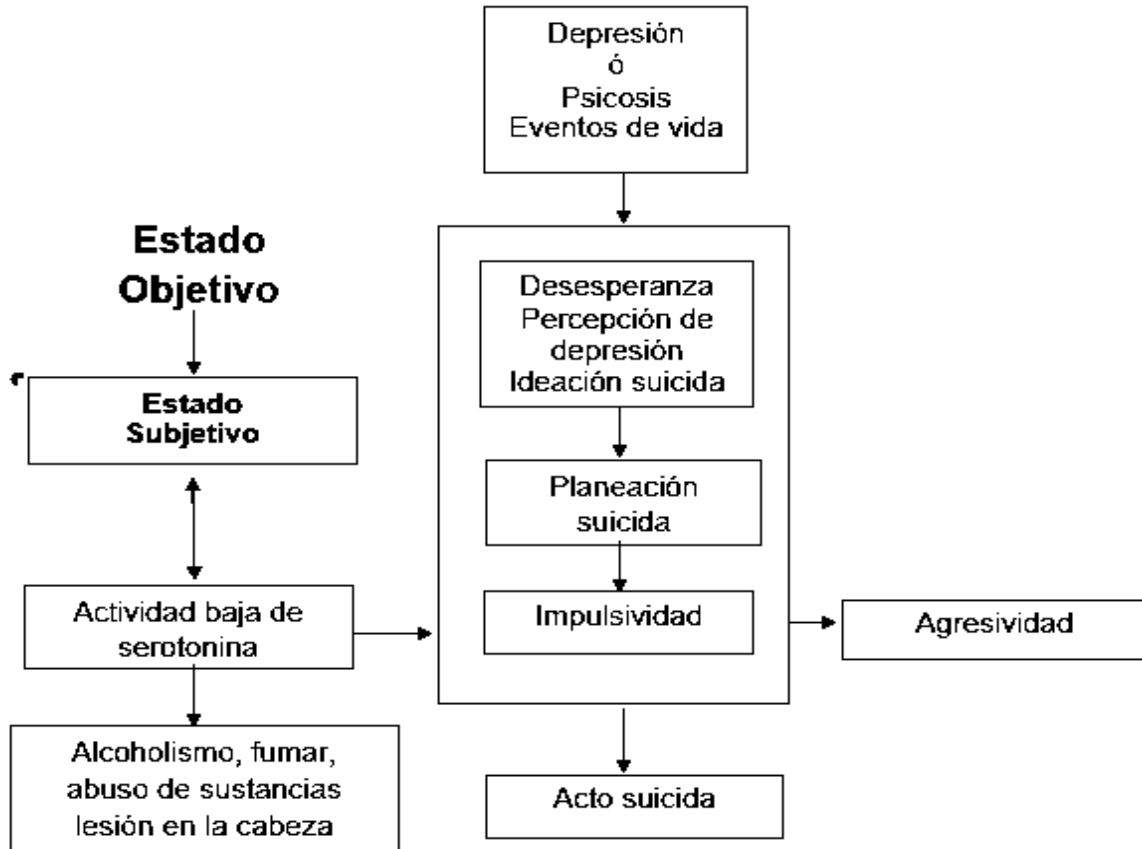 Depresión
ó
Psicosis
Eventos de vida
Estado
Objetivo
Estado
Subjetivo
Desesperanza
Percepción de
depresión
Ideación suicida
Planeación
suicida
Actividad baja de
serotonina
Impulsividad
Agresividad
Alcoholismo, fumar,
abuso de sustancias
lesión en la cabeza
Acto suicida